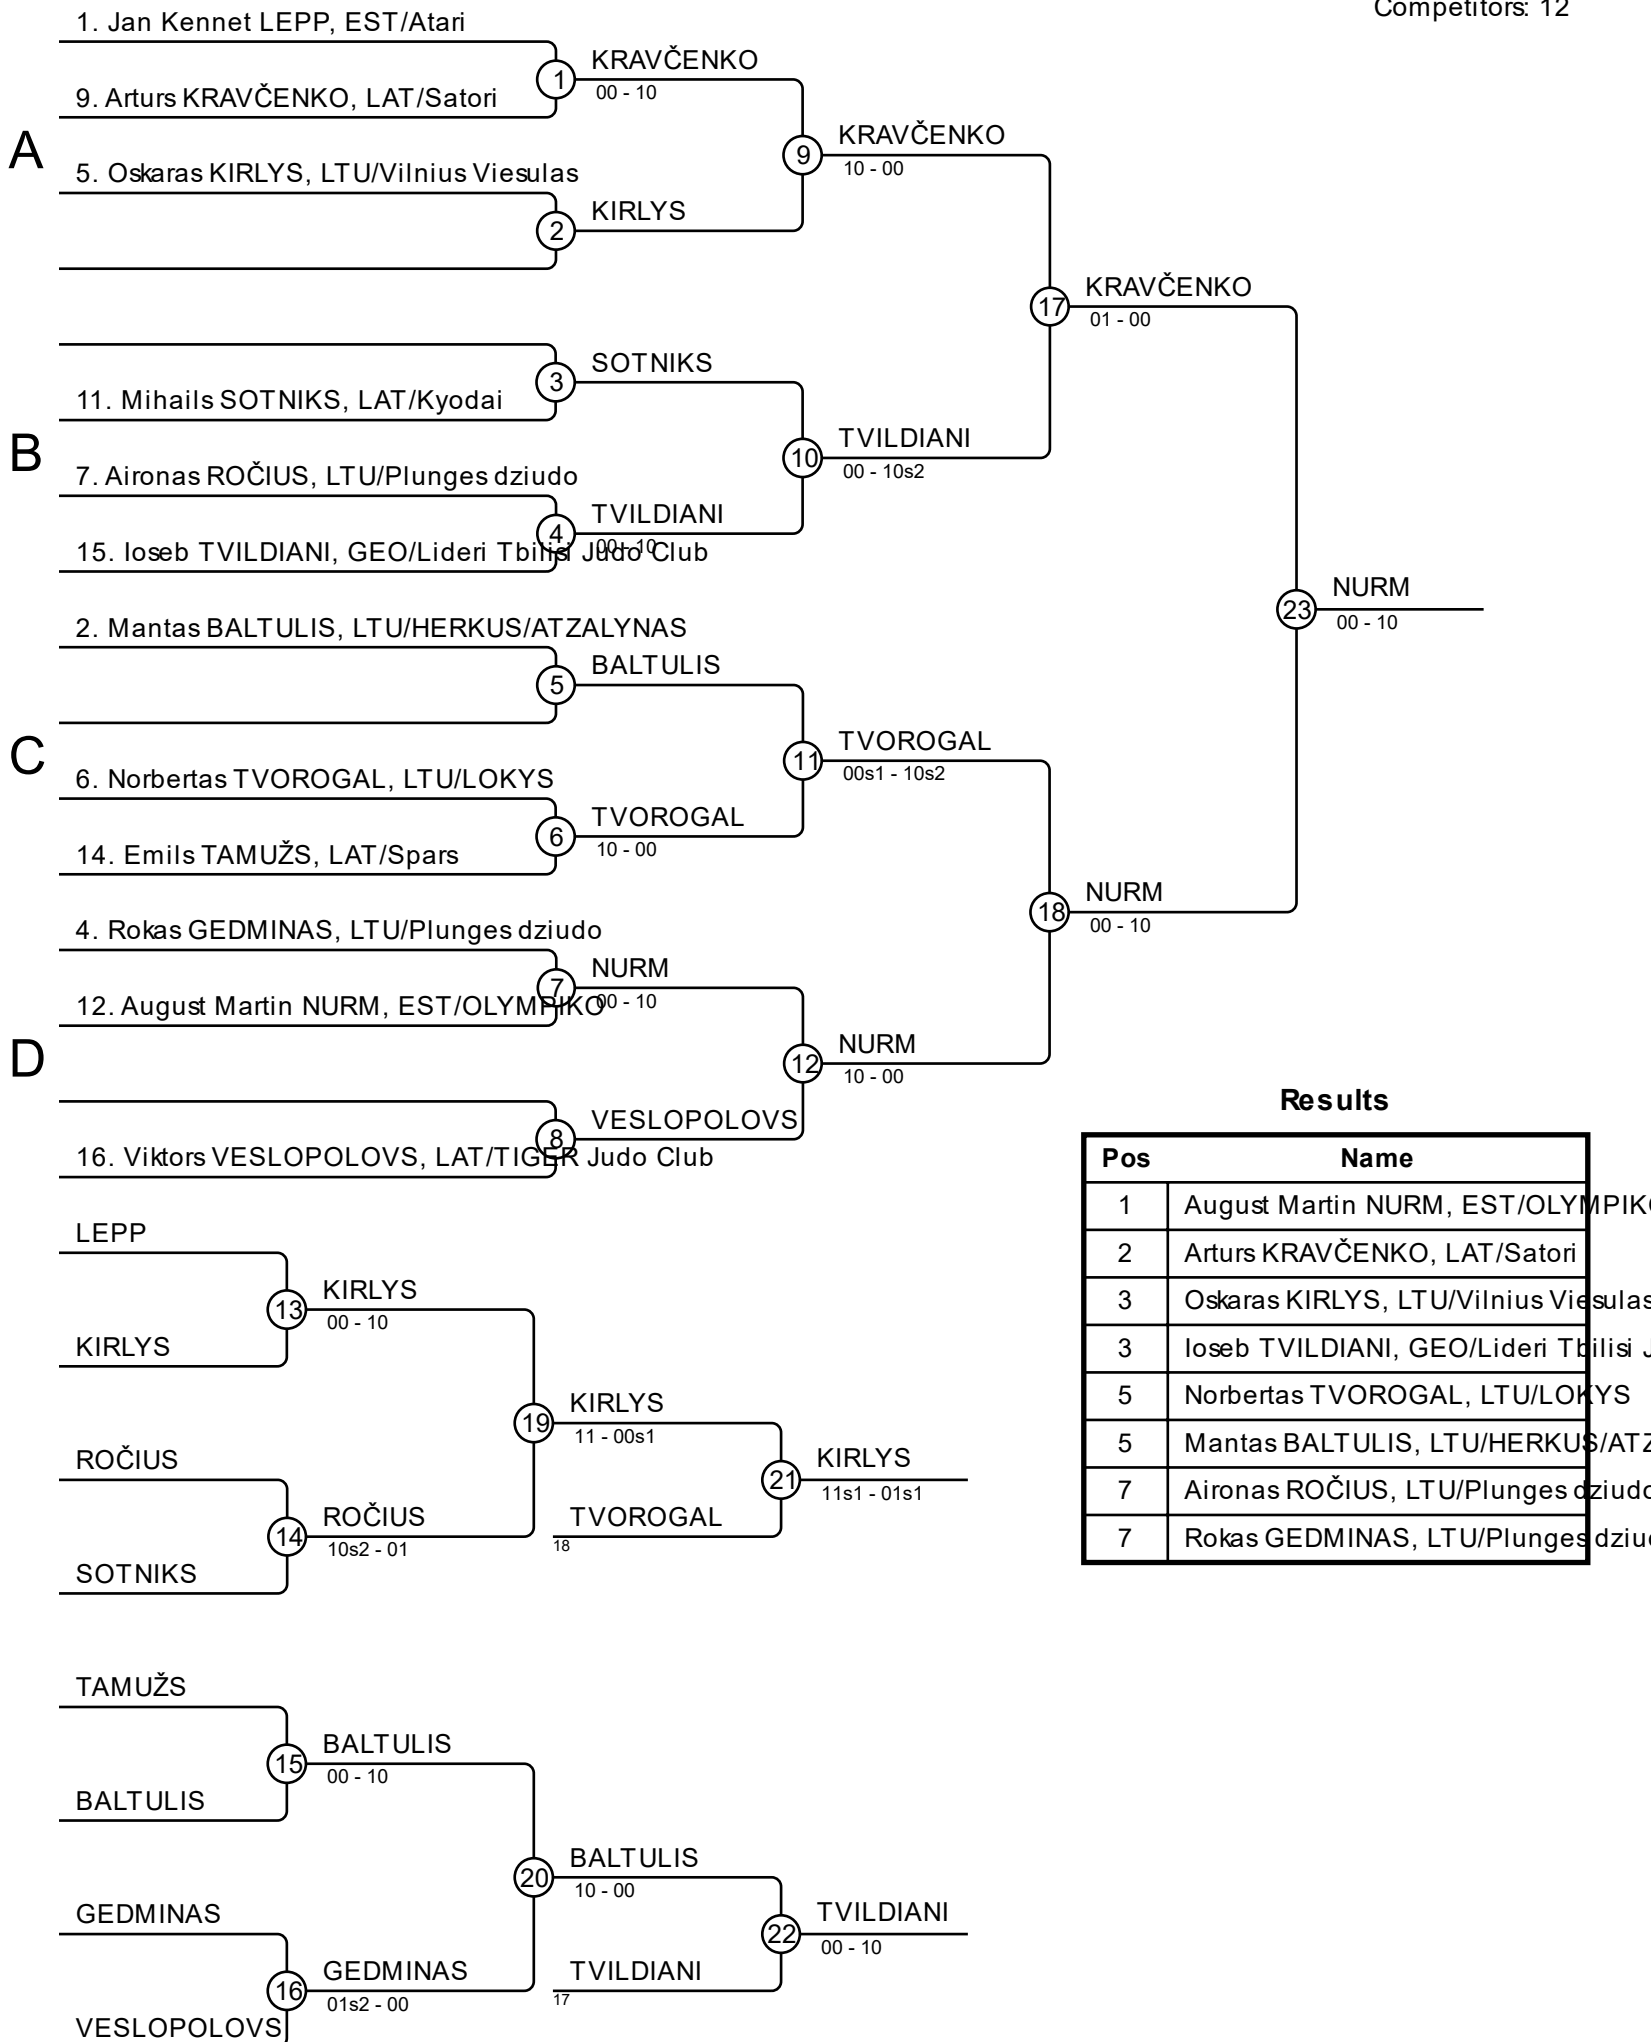 Competitors: 12
1. Jan Kennet LEPP, EST/Atari
KRAVČENKO
1
00 - 10
9. Arturs KRAVČENKO, LAT/Satori
A
KRAVČENKO
9
10 - 00
5. Oskaras KIRLYS, LTU/Vilnius Viesulas
KIRLYS
2
KRAVČENKO
17
01 - 00
SOTNIKS
3
11. Mihails SOTNIKS, LAT/Kyodai
B
TVILDIANI
10
00 - 10s2
7. Aironas ROČIUS, LTU/Plunges dziudo
TVILDIANI
4
00 - 10
15. Ioseb TVILDIANI, GEO/Lideri Tbilisi Judo Club
NURM
23
00 - 10
2. Mantas BALTULIS, LTU/HERKUS/ATZALYNAS
BALTULIS
5
C
TVOROGAL
11
00s1 - 10s2
6. Norbertas TVOROGAL, LTU/LOKYS
TVOROGAL
6
10 - 00
14. Emils TAMUŽS, LAT/Spars
NURM
18
00 - 10
4. Rokas GEDMINAS, LTU/Plunges dziudo
NURM
7
00 - 10
12. August Martin NURM, EST/OLYMPIKO
D
NURM
12
10 - 00
VESLOPOLOVS
8
16. Viktors VESLOPOLOVS, LAT/TIGER Judo Club
Results
Pos Name
1 August Martin NURM, EST/OLYMPIK
2 Arturs KRAVČENKO, LAT/Satori
3 Oskaras KIRLYS, LTU/Vilnius Viesulas
3 Ioseb TVILDIANI, GEO/Lideri Tbilisi J
5 Norbertas TVOROGAL, LTU/LOKYS
5 Mantas BALTULIS, LTU/HERKUS/ATZ
7 Aironas ROČIUS, LTU/Plunges dziudo
7 Rokas GEDMINAS, LTU/Plunges dziu
LEPP
KIRLYS
13
00 - 10
KIRLYS
KIRLYS
19
11 - 00s1
ROČIUS
KIRLYS
21
11s1 - 01s1
ROČIUS
14
10s2 - 01
TVOROGAL
18
SOTNIKS
TAMUŽS
BALTULIS
15
00 - 10
BALTULIS
BALTULIS
20
10 - 00
GEDMINAS
TVILDIANI
22
00 - 10
GEDMINAS
16
01s2 - 00
TVILDIANI
17
VESLOPOLOVS